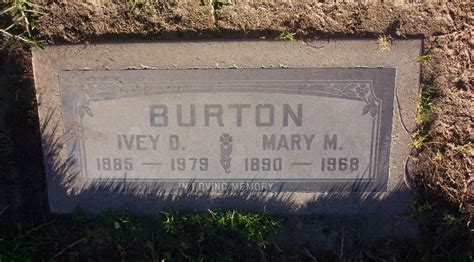 BURTON
IVEY D. MARY M.
1885 — 1979 1890 — 1968
IN LOVING MEMORY